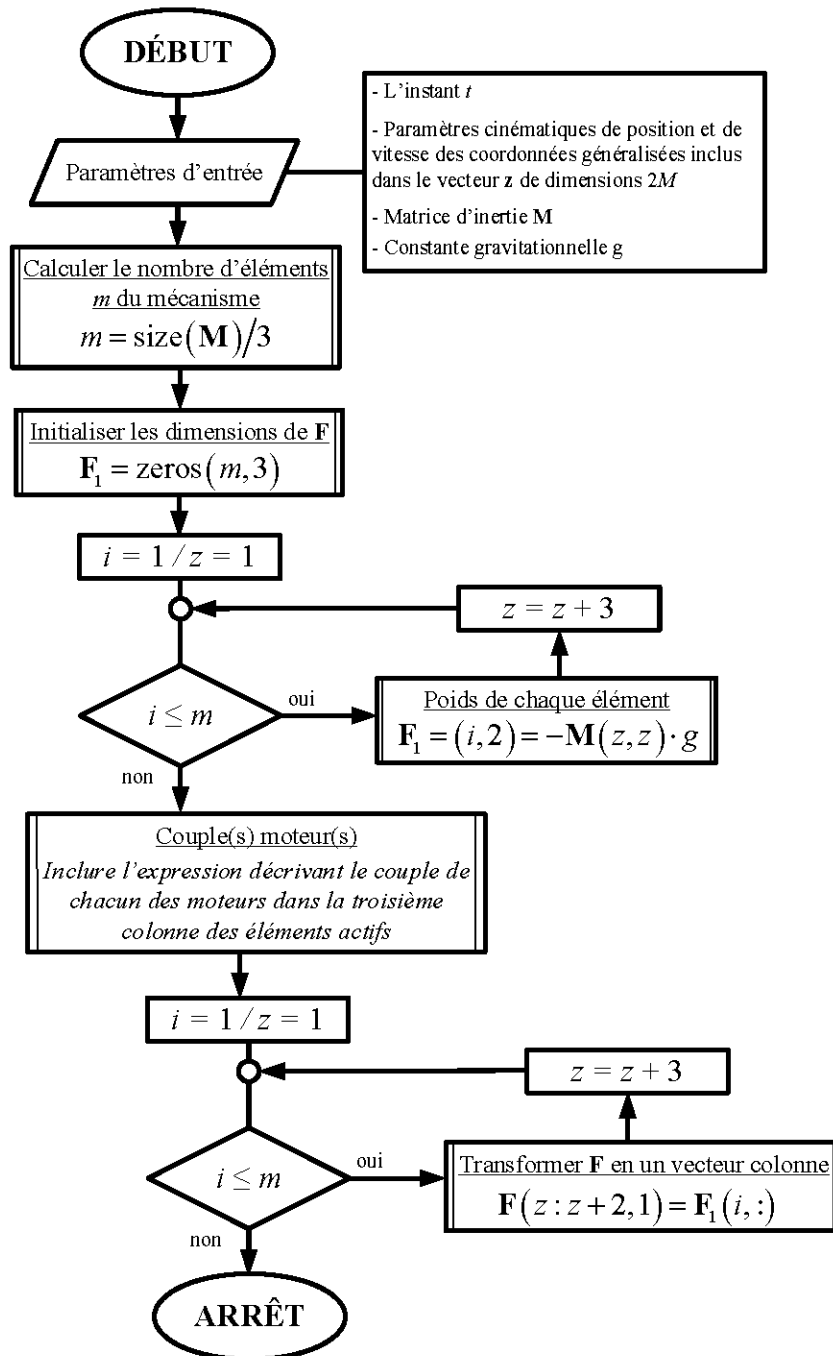 DÉBUT
Paramètres d'entrée
- L'instant t
- Paramètres cinématiques de position et de
vitesse des coordonnées généralisées inclus
dans le vecteur z de dimensions 2M
- Matrice d'inertie M
- Constante gravitationnelle g
Calculer le nombre d'éléments
m du mécanisme
m = size(M)/3
Initialiser les dimensions de F
F₁ = zeros(m,3)
i = 1 / z = 1
z = z + 3
i ≤ m
oui
Poids de chaque élément
F₁ = (i,2) = −M(z,z)·g
non
Couple(s) moteur(s)
Inclure l'expression décrivant le couple de
chacun des moteurs dans la troisième
colonne des éléments actifs
i = 1 / z = 1
z = z + 3
i ≤ m
oui
Transformer F en un vecteur colonne
F(z:z+2,1) = F₁(i,:)
non
ARRÊT